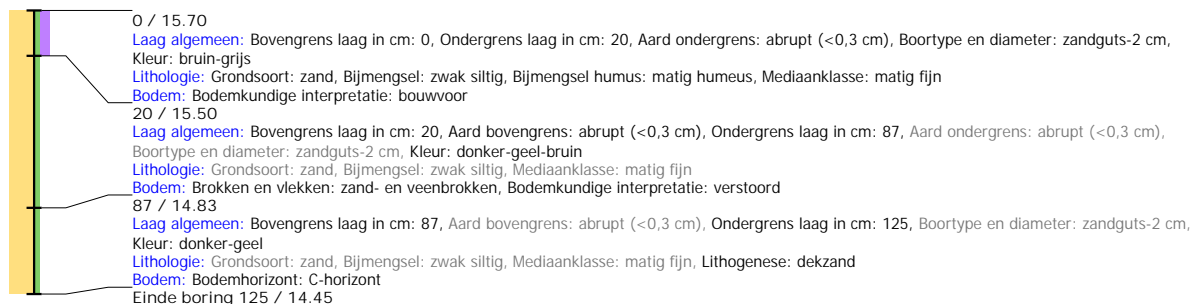 0 / 15.70
Laag algemeen: Bovengrens laag in cm: 0, Ondergrens laag in cm: 20, Aard ondergrens: abrupt (<0,3 cm), Boortype en diameter: zandguts-2 cm,
Kleur: bruin-grijs
Lithologie: Grondsoort: zand, Bijmengsel: zwak siltig, Bijmengsel humus: matig humeus, Mediaanklasse: matig fijn
Bodem: Bodemkundige interpretatie: bouwvoor
20 / 15.50
Laag algemeen: Bovengrens laag in cm: 20, Aard bovengrens: abrupt (<0,3 cm), Ondergrens laag in cm: 87, Aard ondergrens: abrupt (<0,3 cm),
Boortype en diameter: zandguts-2 cm, Kleur: donker-geel-bruin
Lithologie: Grondsoort: zand, Bijmengsel: zwak siltig, Mediaanklasse: matig fijn
Bodem: Brokken en vlekken: zand- en veenbrokken, Bodemkundige interpretatie: verstoord
87 / 14.83
Laag algemeen: Bovengrens laag in cm: 87, Aard bovengrens: abrupt (<0,3 cm), Ondergrens laag in cm: 125, Boortype en diameter: zandguts-2 cm,
Kleur: donker-geel
Lithologie: Grondsoort: zand, Bijmengsel: zwak siltig, Mediaanklasse: matig fijn, Lithogenese: dekzand
Bodem: Bodemhorizont: C-horizont
Einde boring 125 / 14.45